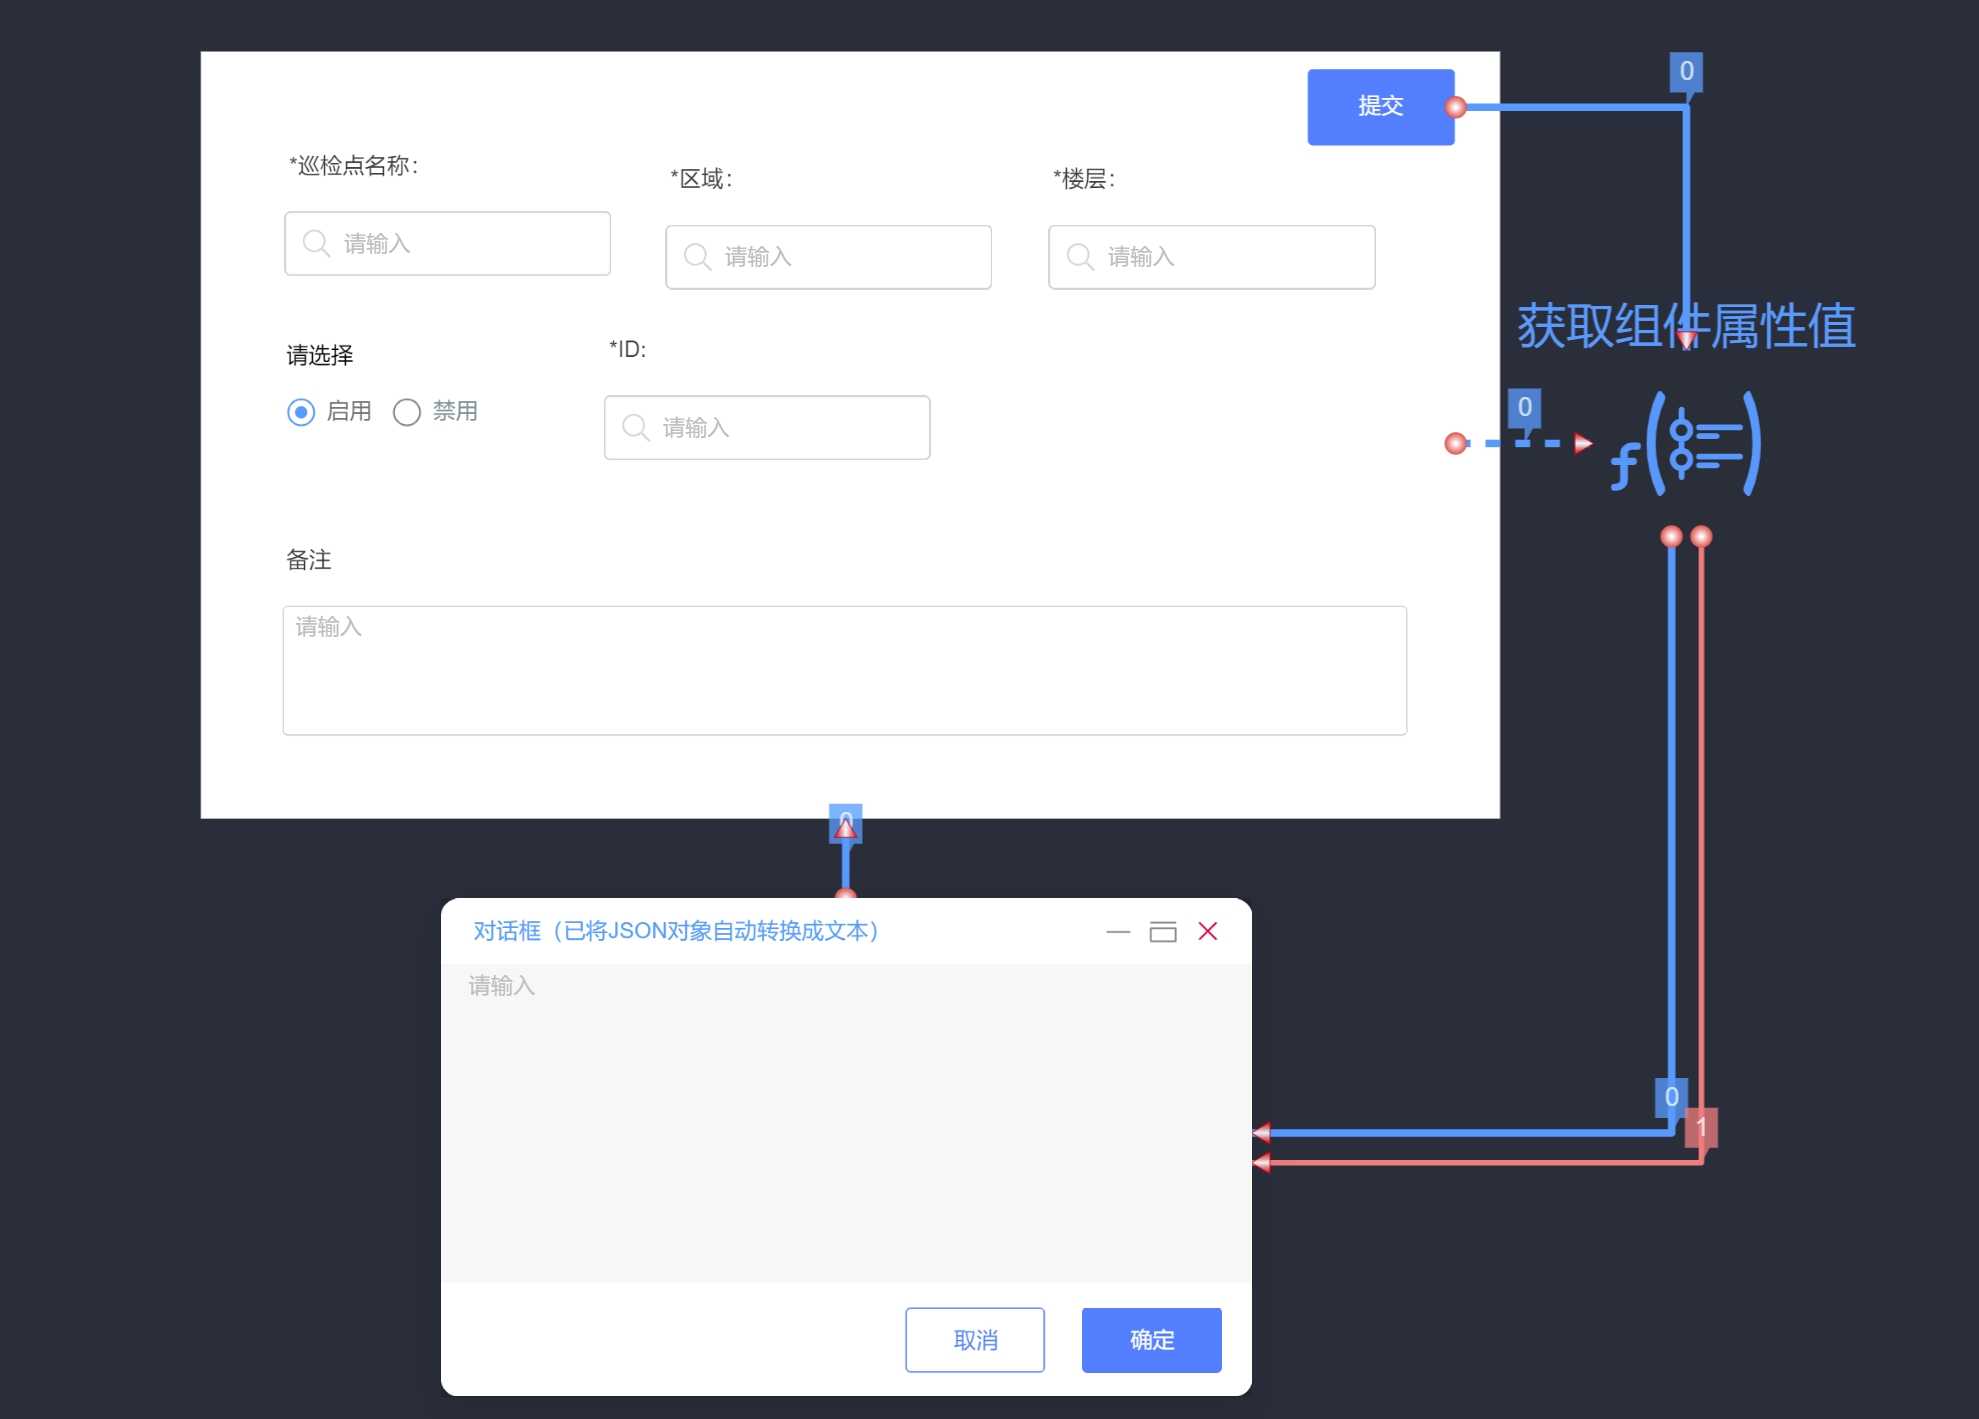 0
提交
*巡检点名称:
*区域:
*楼层:
请输入
请输入
请输入
获取组件属性值
请选择
*ID:
启用 禁用
请输入
0
f
备注
请输入
0
对话框（已将JSON对象自动转换成文本）
请输入
0
1
取消 确定